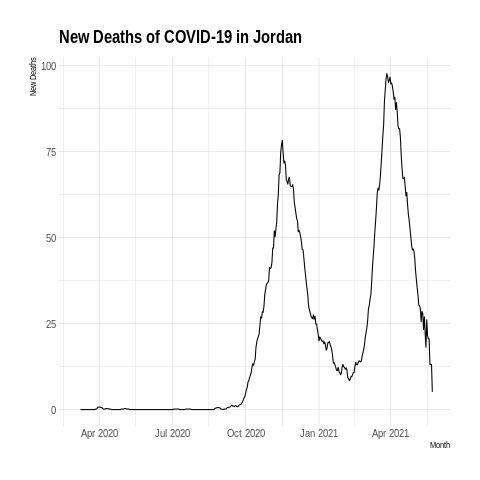 New Deaths of COVID-19 in Jordan
New Deaths
100
75
50
25
0
Apr 2020 Jul 2020 Oct 2020 Jan 2021 Apr 2021
Month